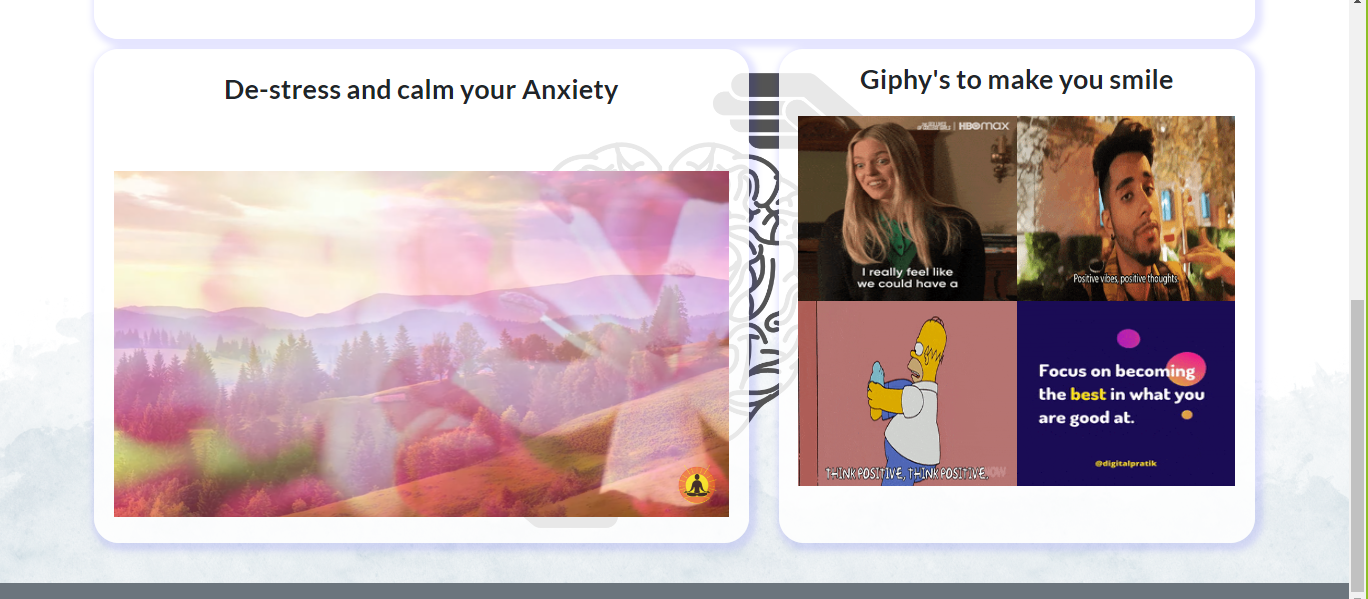 De-stress and calm your Anxiety
Giphy's to make you smile
HBOMAX
I really feel like
we could have a
Positive vibes, positive thoughts
THINK POSITIVE, THINK POSITIVE.
Focus on becoming
the best in what you
are good at.
@digitalpratik